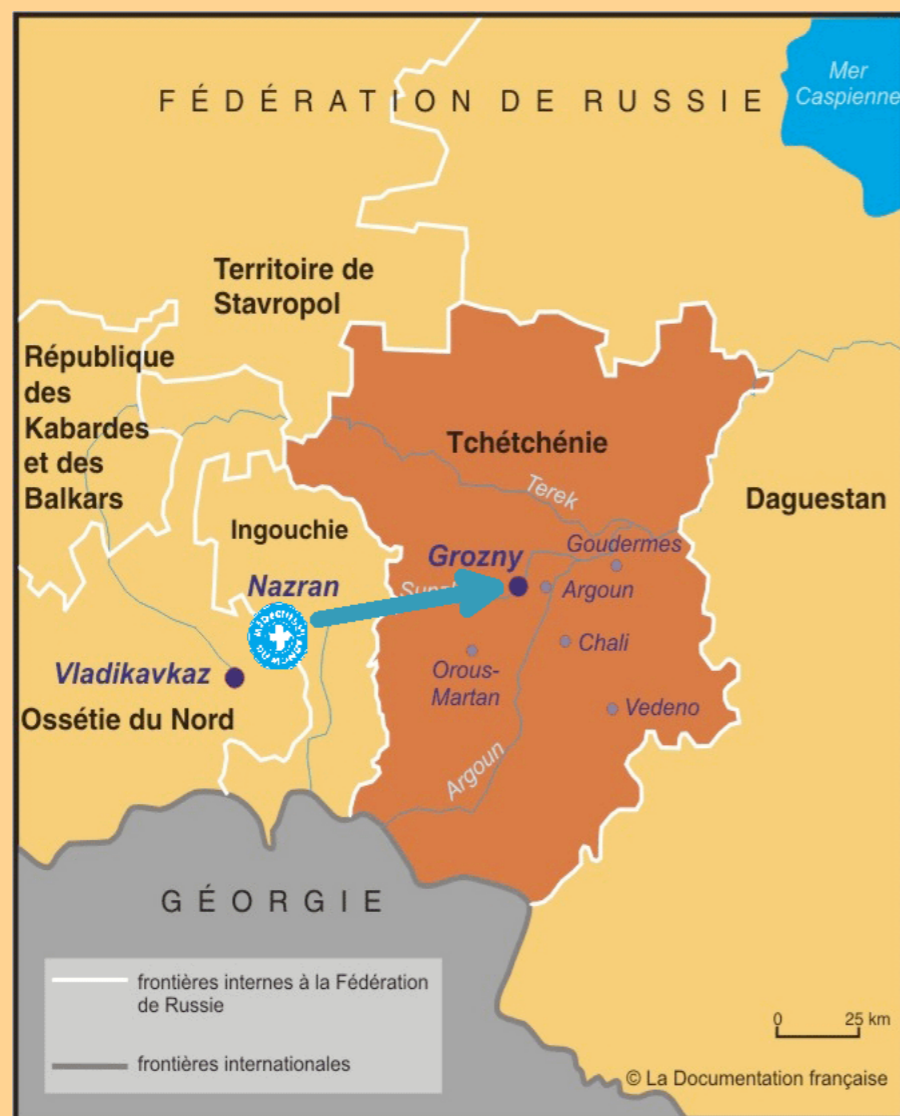 FÉDÉRATION DE RUSSIE
Mer
Caspienne
Territoire de
Stavropol
République
des
Kabardes
et des
Balkars
Tchétchénie
Terek
Daguestan
Ingouchie
Goudermes
Grozny
Nazran
Argoun
Chali
Orous-
Martan
Vladikavkaz
Vedeno
Ossétie du Nord
Argoun
GÉORGIE
frontières internes à la Fédération
de Russie
frontières internationales
0 25 km
© La Documentation française